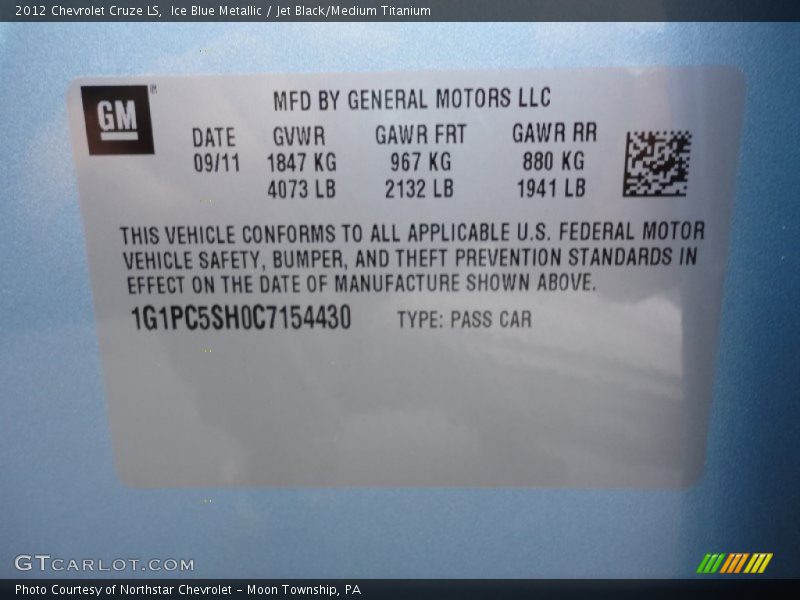 2012 Chevrolet Cruze LS,  Ice Blue Metallic / Jet Black/Medium Titanium
GM
MFD BY GENERAL MOTORS LLC
DATE GVWR GAWR FRT GAWR RR
09/11 1847 KG 967 KG 880 KG
4073 LB 2132 LB 1941 LB
THIS VEHICLE CONFORMS TO ALL APPLICABLE U.S. FEDERAL MOTOR
VEHICLE SAFETY, BUMPER, AND THEFT PREVENTION STANDARDS IN
EFFECT ON THE DATE OF MANUFACTURE SHOWN ABOVE.
1G1PC5SH0C7154430 TYPE: PASS CAR
GTCARLOT.COM
Photo Courtesy of Northstar Chevrolet - Moon Township, PA